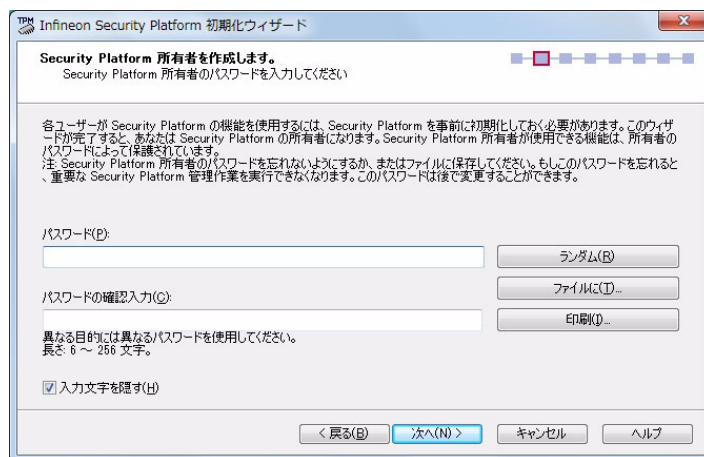 TPM
Infineon Security Platform 初期化ウィザード
Security Platform 所有者を作成します。
Security Platform 所有者のパスワードを入力してください
各ユーザーが Security Platform の機能を使用するには、Security Platform を事前に初期化しておく必要があります。このウィザ
ードが完了すると、あなたは Security Platform の所有者になります。Security Platform 所有者が使用できる機能は、所有者の
パスワードによって保護されています。
注: Security Platform 所有者のパスワードを忘れないようにするか、またはファイルに保存してください。もしこのパスワードを忘れると
、重要な Security Platform 管理作業を実行できなくなります。このパスワードは後で変更することができます。
パスワード(P):
ランダム(R)
ファイルに(T)...
パスワードの確認入力(C):
印刷(I)...
異なる目的には異なるパスワードを使用してください。
長さ: 6 ～ 256 文字。
入力文字を隠す(H)
< 戻る(B) 次へ(N) > キャンセル ヘルプ